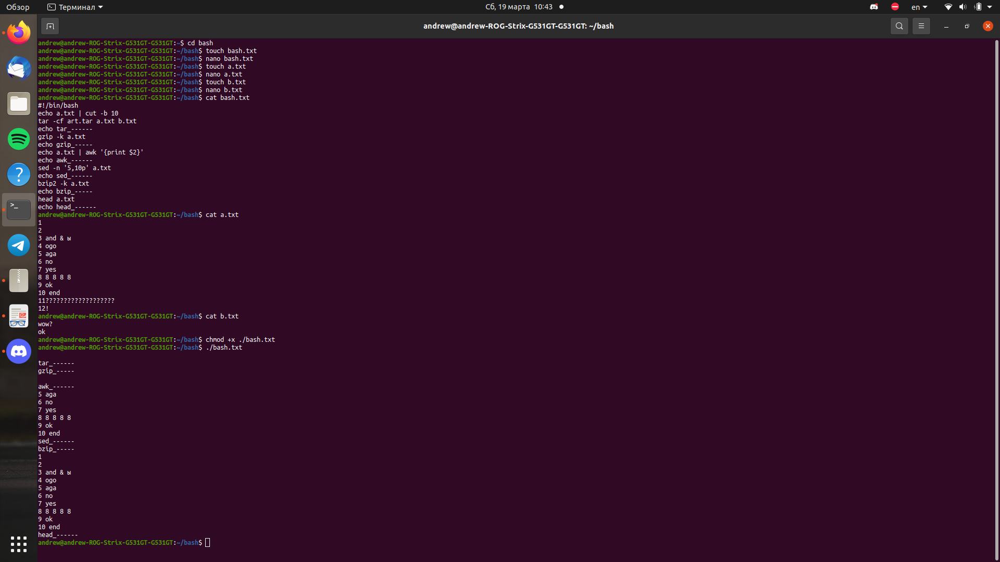 Обзор
Терминал
Сб, 19 марта 10:43
en
andrew@andrew-ROG-Strix-G531GT-G531GT: ~/bash
andrew@andrew-ROG-Strix-G531GT-G531GT:~$ cd bash
andrew@andrew-ROG-Strix-G531GT-G531GT:~/bash$ touch bash.txt
andrew@andrew-ROG-Strix-G531GT-G531GT:~/bash$ nano bash.txt
andrew@andrew-ROG-Strix-G531GT-G531GT:~/bash$ touch a.txt
andrew@andrew-ROG-Strix-G531GT-G531GT:~/bash$ nano a.txt
andrew@andrew-ROG-Strix-G531GT-G531GT:~/bash$ touch b.txt
andrew@andrew-ROG-Strix-G531GT-G531GT:~/bash$ nano b.txt
andrew@andrew-ROG-Strix-G531GT-G531GT:~/bash$ cat bash.txt
#!/bin/bash
echo a.txt | cut -b 10
tar -cf art.tar a.txt b.txt
echo tar_------
gzip -k a.txt
echo gzip_-----
echo a.txt | awk '{print $2}'
echo awk_------
sed -n '5,10p' a.txt
echo sed_------
bzip2 -k a.txt
echo bzip_-----
head a.txt
echo head_------
andrew@andrew-ROG-Strix-G531GT-G531GT:~/bash$ cat a.txt
1
2
3 and & ы
4 ogo
5 aga
6 no
7 yes
8 8 8 8 8
9 ok
10 end
11???????????????????
12!
andrew@andrew-ROG-Strix-G531GT-G531GT:~/bash$ cat b.txt
wow?
ok
andrew@andrew-ROG-Strix-G531GT-G531GT:~/bash$ chmod +x ./bash.txt
andrew@andrew-ROG-Strix-G531GT-G531GT:~/bash$ ./bash.txt

tar_------
gzip_-----

awk_------
5 aga
6 no
7 yes
8 8 8 8 8
9 ok
10 end
sed_------
bzip_-----
1
2
3 and & ы
4 ogo
5 aga
6 no
7 yes
8 8 8 8 8
9 ok
10 end
head_------
andrew@andrew-ROG-Strix-G531GT-G531GT:~/bash$